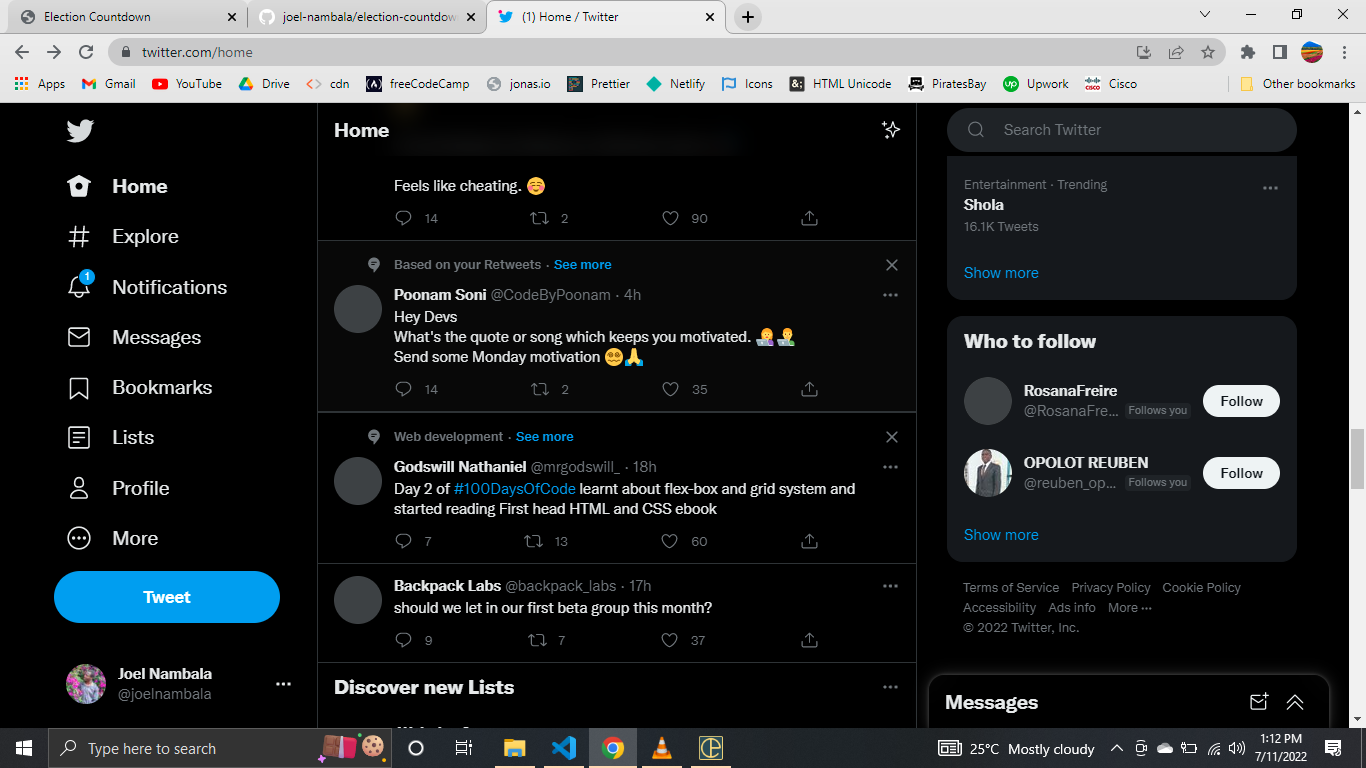 Election Countdown
joel-nambala/election-countdow
(1) Home / Twitter
twitter.com/home
Apps
Gmail
YouTube
Drive
cdn
freeCodeCamp
jonas.io
Prettier
Netlify
Icons
HTML Unicode
PiratesBay
Upwork
Cisco
Other bookmarks
Home
Explore
1
Notifications
Messages
Bookmarks
Lists
Profile
More
Tweet
Joel Nambala
@joelnambala
Home
Feels like cheating. 🥰
14 2 90
Based on your Retweets · See more
Poonam Soni @CodeByPoonam · 4h
Hey Devs
What's the quote or song which keeps you motivated. 👩‍💻👨‍💻
Send some Monday motivation 😵‍💫🙏
14 2 35
Web development · See more
Godswill Nathaniel @mrgodswill_ · 18h
Day 2 of #100DaysOfCode learnt about flex-box and grid system and
started reading First head HTML and CSS ebook
7 13 60
Backpack Labs @backpack_labs · 17h
should we let in our first beta group this month?
9 7 37
Discover new Lists
Search Twitter
Entertainment · Trending
Shola
16.1K Tweets
Show more
Who to follow
RosanaFreire
@RosanaFre... Follows you
Follow
OPOLOT REUBEN
@reuben_op... Follows you
Follow
Show more
Terms of Service Privacy Policy Cookie Policy
Accessibility Ads info More ···
© 2022 Twitter, Inc.
Messages
Type here to search
25°C Mostly cloudy
1:12 PM
7/11/2022